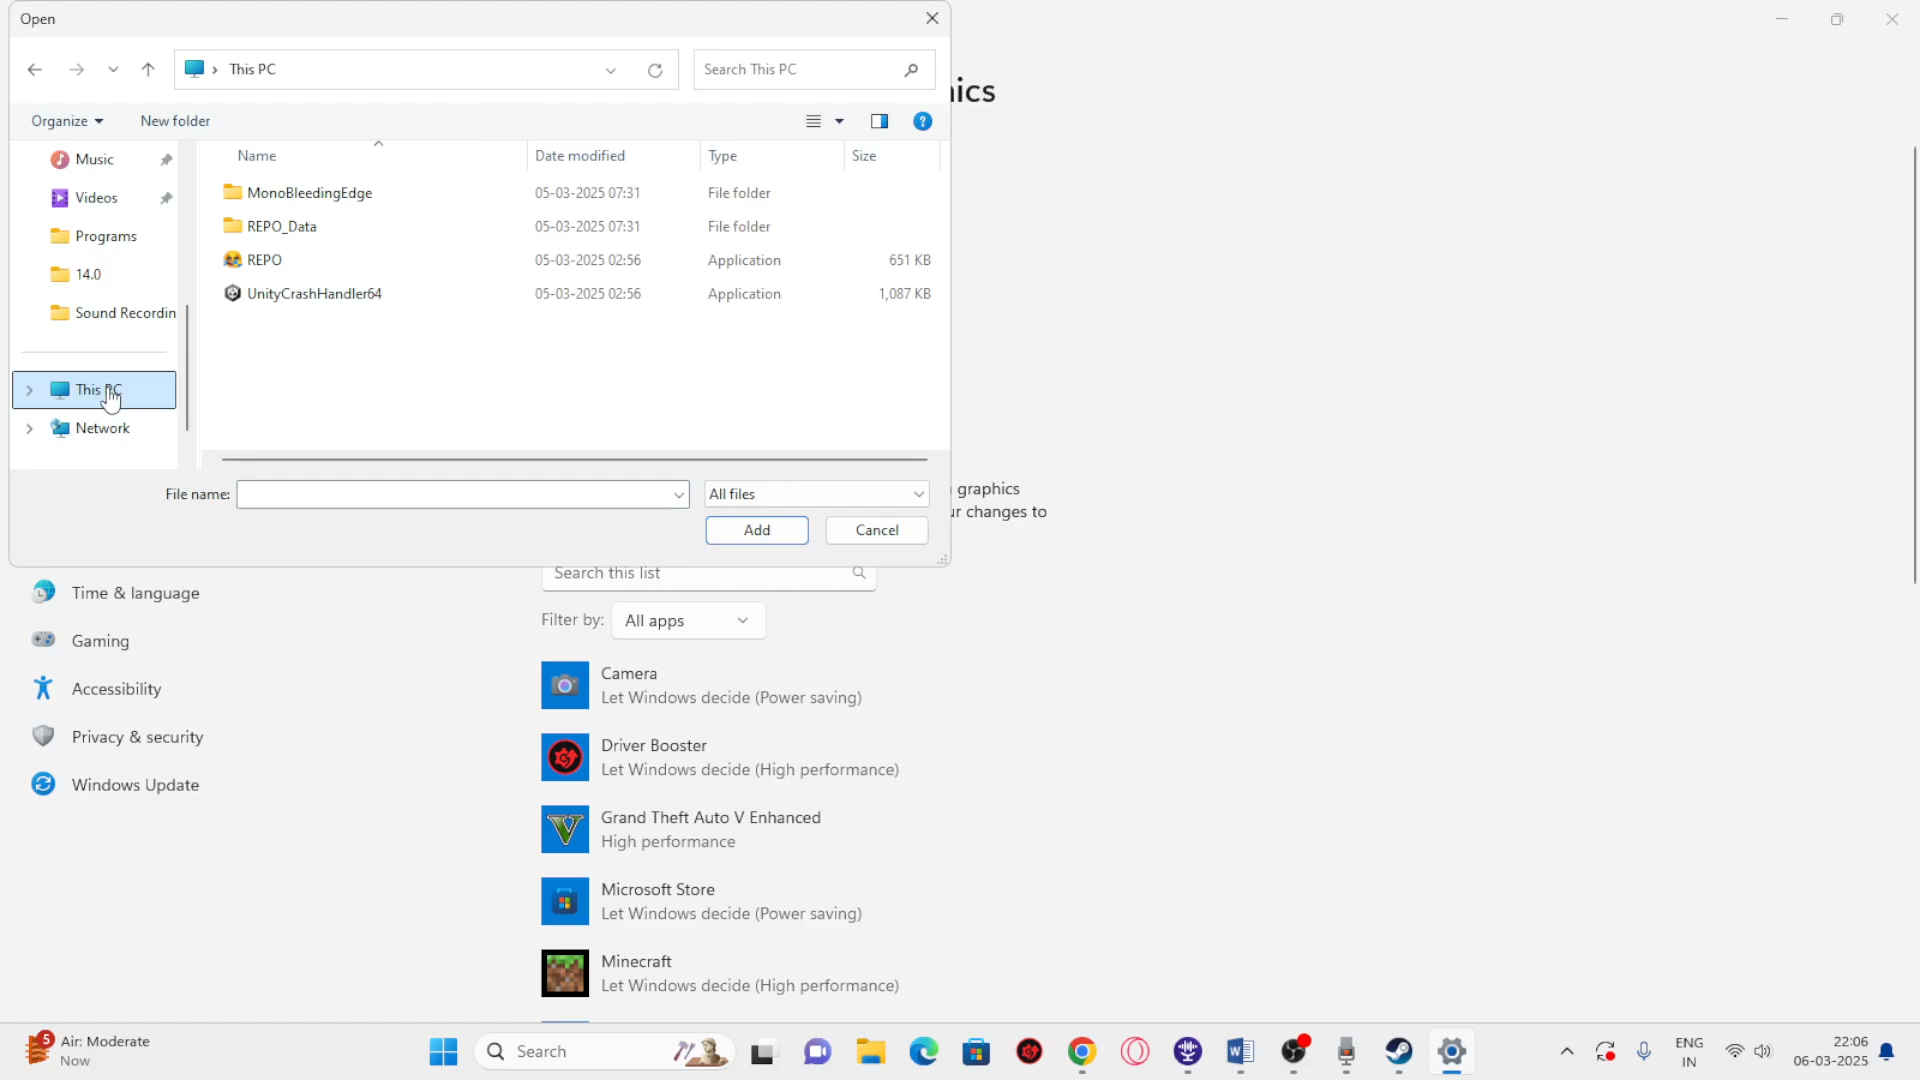 Open
This PC
Search This PC
ics
Organize
New folder
Music
Videos
Programs
14.0
Sound Recordin
This PC
Network
Name Date modified Type Size
MonoBleedingEdge 05-03-2025 07:31 File folder
REPO_Data 05-03-2025 07:31 File folder
REPO 05-03-2025 02:56 Application 651 KB
UnityCrashHandler64 05-03-2025 02:56 Application 1,087 KB
File name:
All files
Add
Cancel
graphics
ur changes to
Time & language
Gaming
Accessibility
Privacy & security
Windows Update
Search this list
Filter by: All apps
Camera
Let Windows decide (Power saving)
Driver Booster
Let Windows decide (High performance)
Grand Theft Auto V Enhanced
High performance
Microsoft Store
Let Windows decide (Power saving)
Minecraft
Let Windows decide (High performance)
5
Air: Moderate
Now
Search
ENG
IN
22:06
06-03-2025